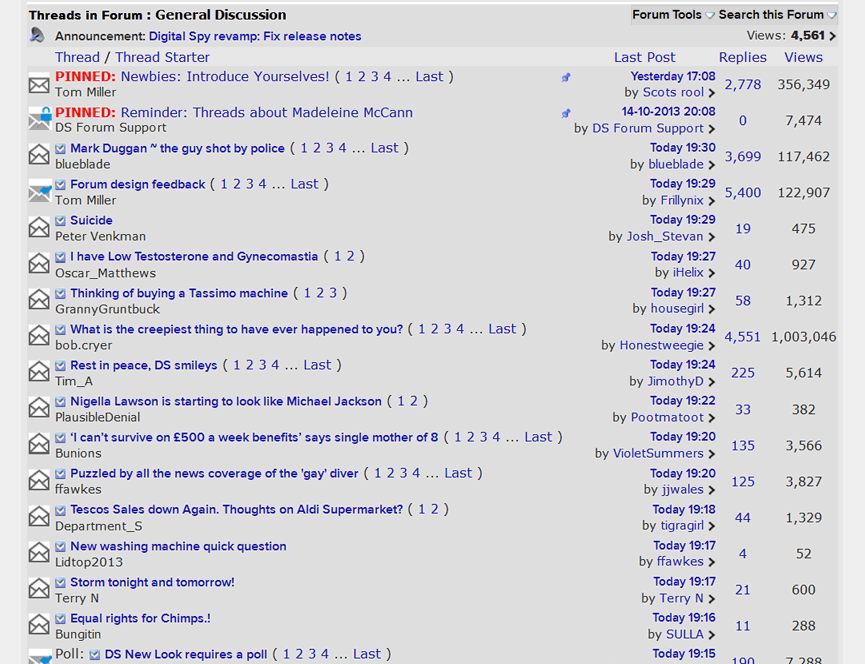 Threads in Forum : General Discussion Forum Tools Search this Forum
Announcement: Digital Spy revamp: Fix release notes Views: 4,561
Thread / Thread Starter Last Post Replies Views
PINNED: Newbies: Introduce Yourselves! ( 1 2 3 4 ... Last ) Yesterday 17:08
Tom Miller by Scots rool 2,778 356,349
PINNED: Reminder: Threads about Madeleine McCann 14-10-2013 20:08
DS Forum Support by DS Forum Support 0 7,474
Mark Duggan ~ the guy shot by police ( 1 2 3 4 ... Last ) Today 19:30
blueblade by blueblade 3,699 117,462
Forum design feedback ( 1 2 3 4 ... Last ) Today 19:29
Tom Miller by Frillynix 5,400 122,907
Suicide Today 19:29
Peter Venkman by Josh_Stevan 19 475
I have Low Testosterone and Gynecomastia ( 1 2 ) Today 19:27
Oscar_Matthews by iHelix 40 927
Thinking of buying a Tassimo machine ( 1 2 3 ) Today 19:27
GrannyGruntbuck by housegirl 58 1,312
What is the creepiest thing to have ever happened to you? ( 1 2 3 4 ... Last ) Today 19:24
bob.cryer by Honestweegie 4,551 1,003,046
Rest in peace, DS smileys ( 1 2 3 4 ... Last ) Today 19:24
Tim_A by JimothyD 225 5,614
Nigella Lawson is starting to look like Michael Jackson ( 1 2 ) Today 19:22
PlausibleDenial by Pootmatoot 33 382
‘I can’t survive on £500 a week benefits’ says single mother of 8 ( 1 2 3 4 ... Last ) Today 19:20
Bunions by VioletSummers 135 3,566
Puzzled by all the news coverage of the 'gay' diver ( 1 2 3 4 ... Last ) Today 19:20
ffawkes by jjwales 125 3,827
Tescos Sales down Again. Thoughts on Aldi Supermarket? ( 1 2 ) Today 19:18
Department_S by tigragirl 44 1,329
New washing machine quick question Today 19:17
Lidtop2013 by ffawkes 4 52
Storm tonight and tomorrow! Today 19:17
Terry N by Terry N 21 600
Equal rights for Chimps.! Today 19:16
Bungitin by SULLA 11 288
Poll: DS New Look requires a poll ( 1 2 3 4 ... Last ) Today 19:15
190 7,288